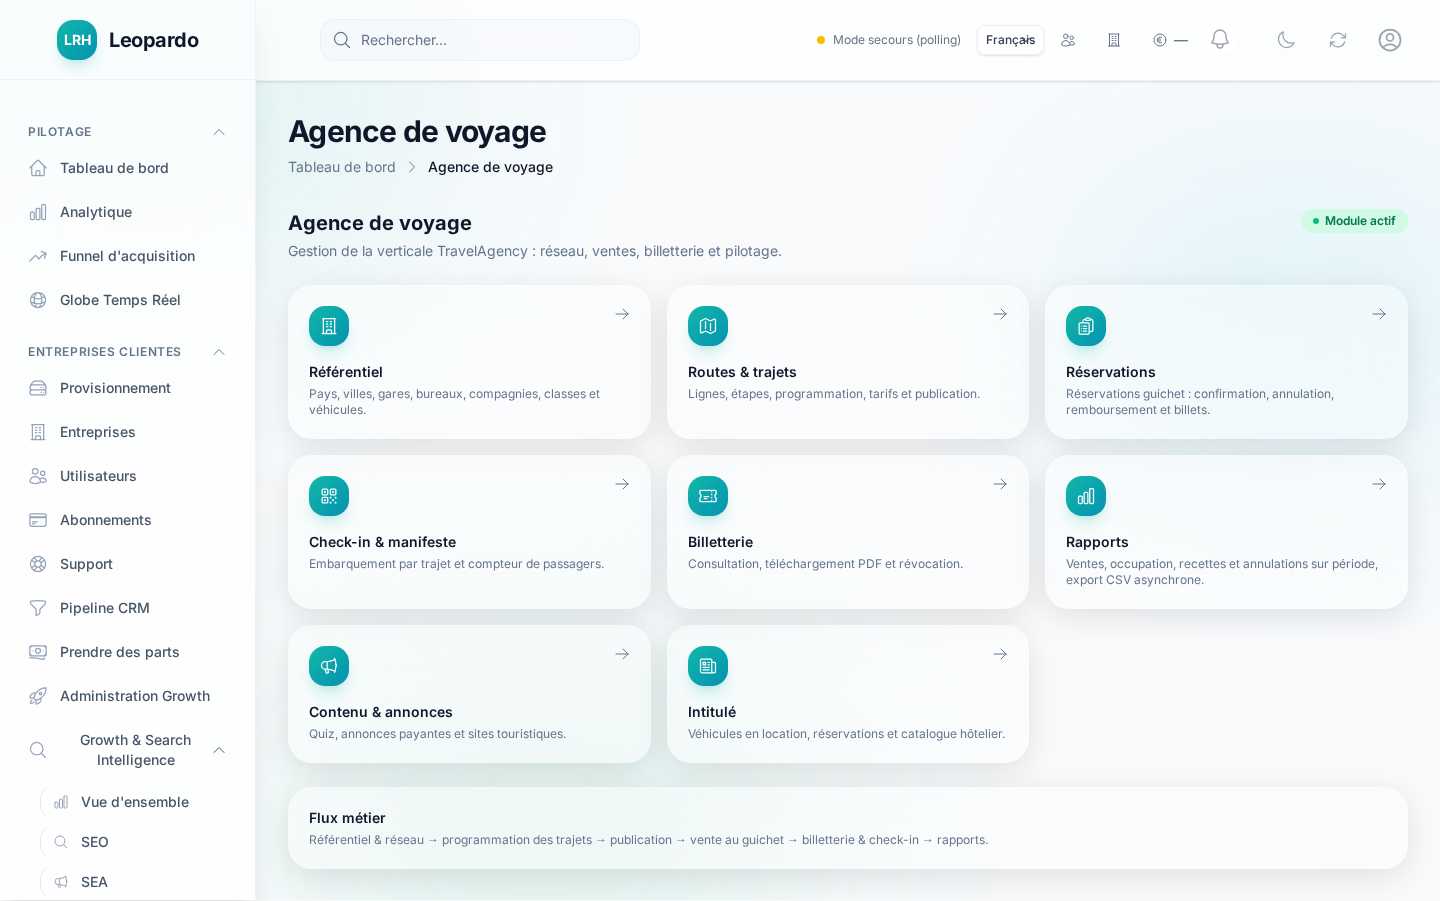 LRH Leopardo
Rechercher...
Mode secours (polling)
Français
—
PILOTAGE
Tableau de bord
Analytique
Funnel d'acquisition
Globe Temps Réel
ENTREPRISES CLIENTES
Provisionnement
Entreprises
Utilisateurs
Abonnements
Support
Pipeline CRM
Prendre des parts
Administration Growth
Growth & Search
Intelligence
Vue d'ensemble
SEO
SEA
Agence de voyage
Tableau de bord
Agence de voyage
Agence de voyage
Module actif
Gestion de la verticale TravelAgency : réseau, ventes, billetterie et pilotage.
Référentiel
Pays, villes, gares, bureaux, compagnies, classes et
véhicules.
Routes & trajets
Lignes, étapes, programmation, tarifs et publication.
Réservations
Réservations guichet : confirmation, annulation,
remboursement et billets.
Check-in & manifeste
Embarquement par trajet et compteur de passagers.
Billetterie
Consultation, téléchargement PDF et révocation.
Rapports
Ventes, occupation, recettes et annulations sur période,
export CSV asynchrone.
Contenu & annonces
Quiz, annonces payantes et sites touristiques.
Intitulé
Véhicules en location, réservations et catalogue hôtelier.
Flux métier
Référentiel & réseau → programmation des trajets → publication → vente au guichet → billetterie & check-in → rapports.